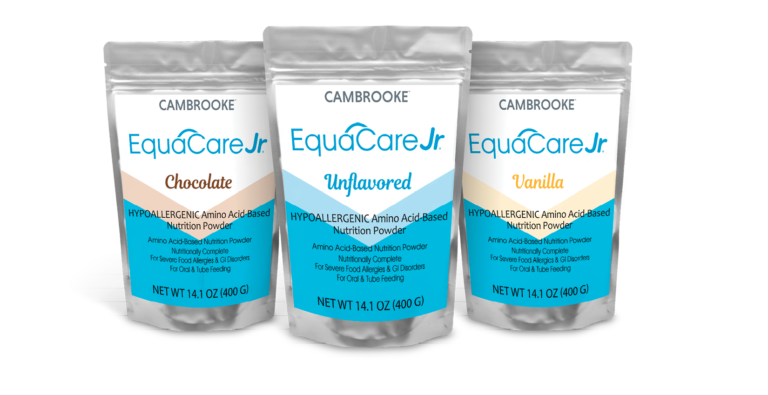 CAMBROOKE™
EquaCare Jr.
Chocolate
HYPOALLERGENIC Amino Acid-Based
Nutrition Powder
Amino Acid-Based Nutrition Powder
Nutritionally Complete
For Severe Food Allergies & GI Disorders
For Oral & Tube Feeding
NET WT 14.1 OZ (400 G)
CAMBROOKE™
EquaCare Jr.
Unflavored
HYPOALLERGENIC Amino Acid-Based
Nutrition Powder
Amino Acid-Based Nutrition Powder
Nutritionally Complete
For Severe Food Allergies & GI Disorders
For Oral & Tube Feeding
NET WT 14.1 OZ (400 G)
CAMBROOKE™
EquaCare Jr.
Vanilla
HYPOALLERGENIC Amino Acid-Based
Nutrition Powder
Amino Acid-Based Nutrition Powder
Nutritionally Complete
For Severe Food Allergies & GI Disorders
For Oral & Tube Feeding
NET WT 14.1 OZ (400 G)